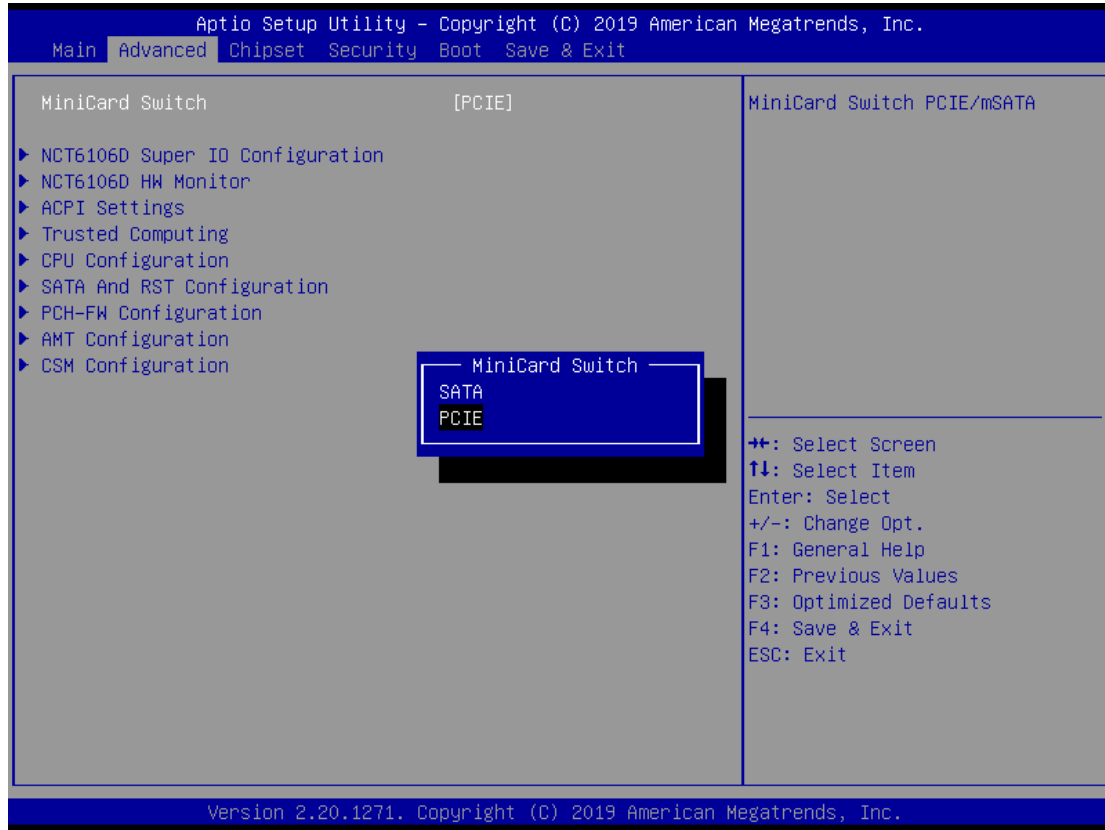 Aptio Setup Utility – Copyright (C) 2019 American Megatrends, Inc.
Main Advanced Chipset Security Boot Save & Exit
MiniCard Switch [PCIE]
▶ NCT6106D Super IO Configuration
▶ NCT6106D HW Monitor
▶ ACPI Settings
▶ Trusted Computing
▶ CPU Configuration
▶ SATA And RST Configuration
▶ PCH-FW Configuration
▶ AMT Configuration
▶ CSM Configuration
MiniCard Switch
SATA
PCIE
MiniCard Switch PCIE/mSATA
→←: Select Screen
↑↓: Select Item
Enter: Select
+/-: Change Opt.
F1: General Help
F2: Previous Values
F3: Optimized Defaults
F4: Save & Exit
ESC: Exit
Version 2.20.1271. Copyright (C) 2019 American Megatrends, Inc.